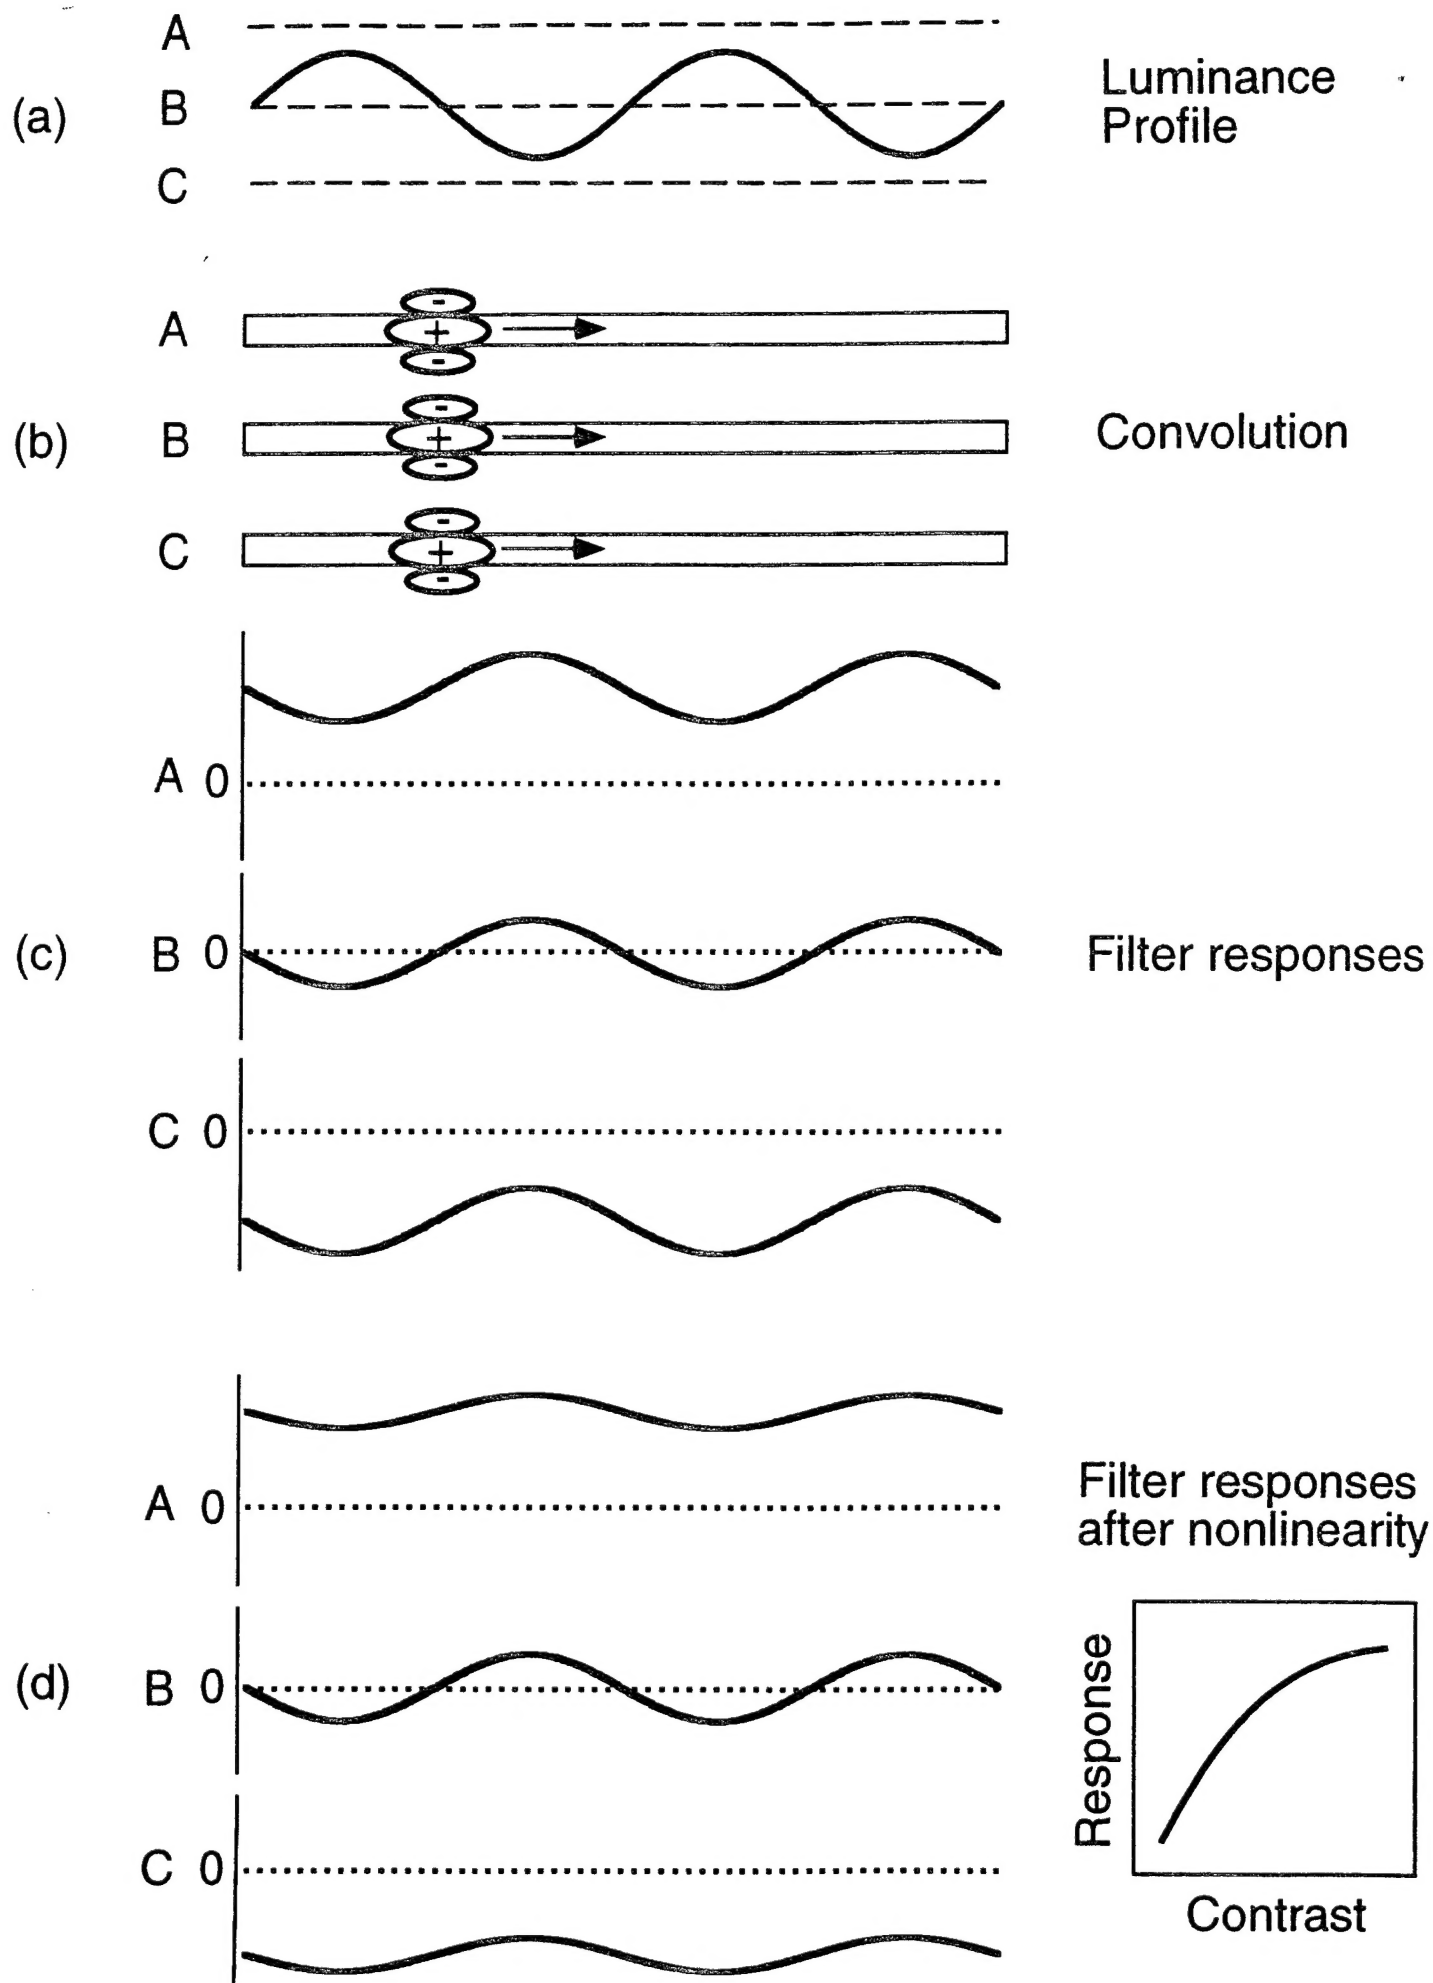 A
(a) B Luminance
Profile
C
A - + -
(b) B - + - Convolution
C - + -
A 0
(c) B 0 Filter responses
C 0
A 0 Filter responses
after nonlinearity
(d) B 0 Response
C 0
Contrast